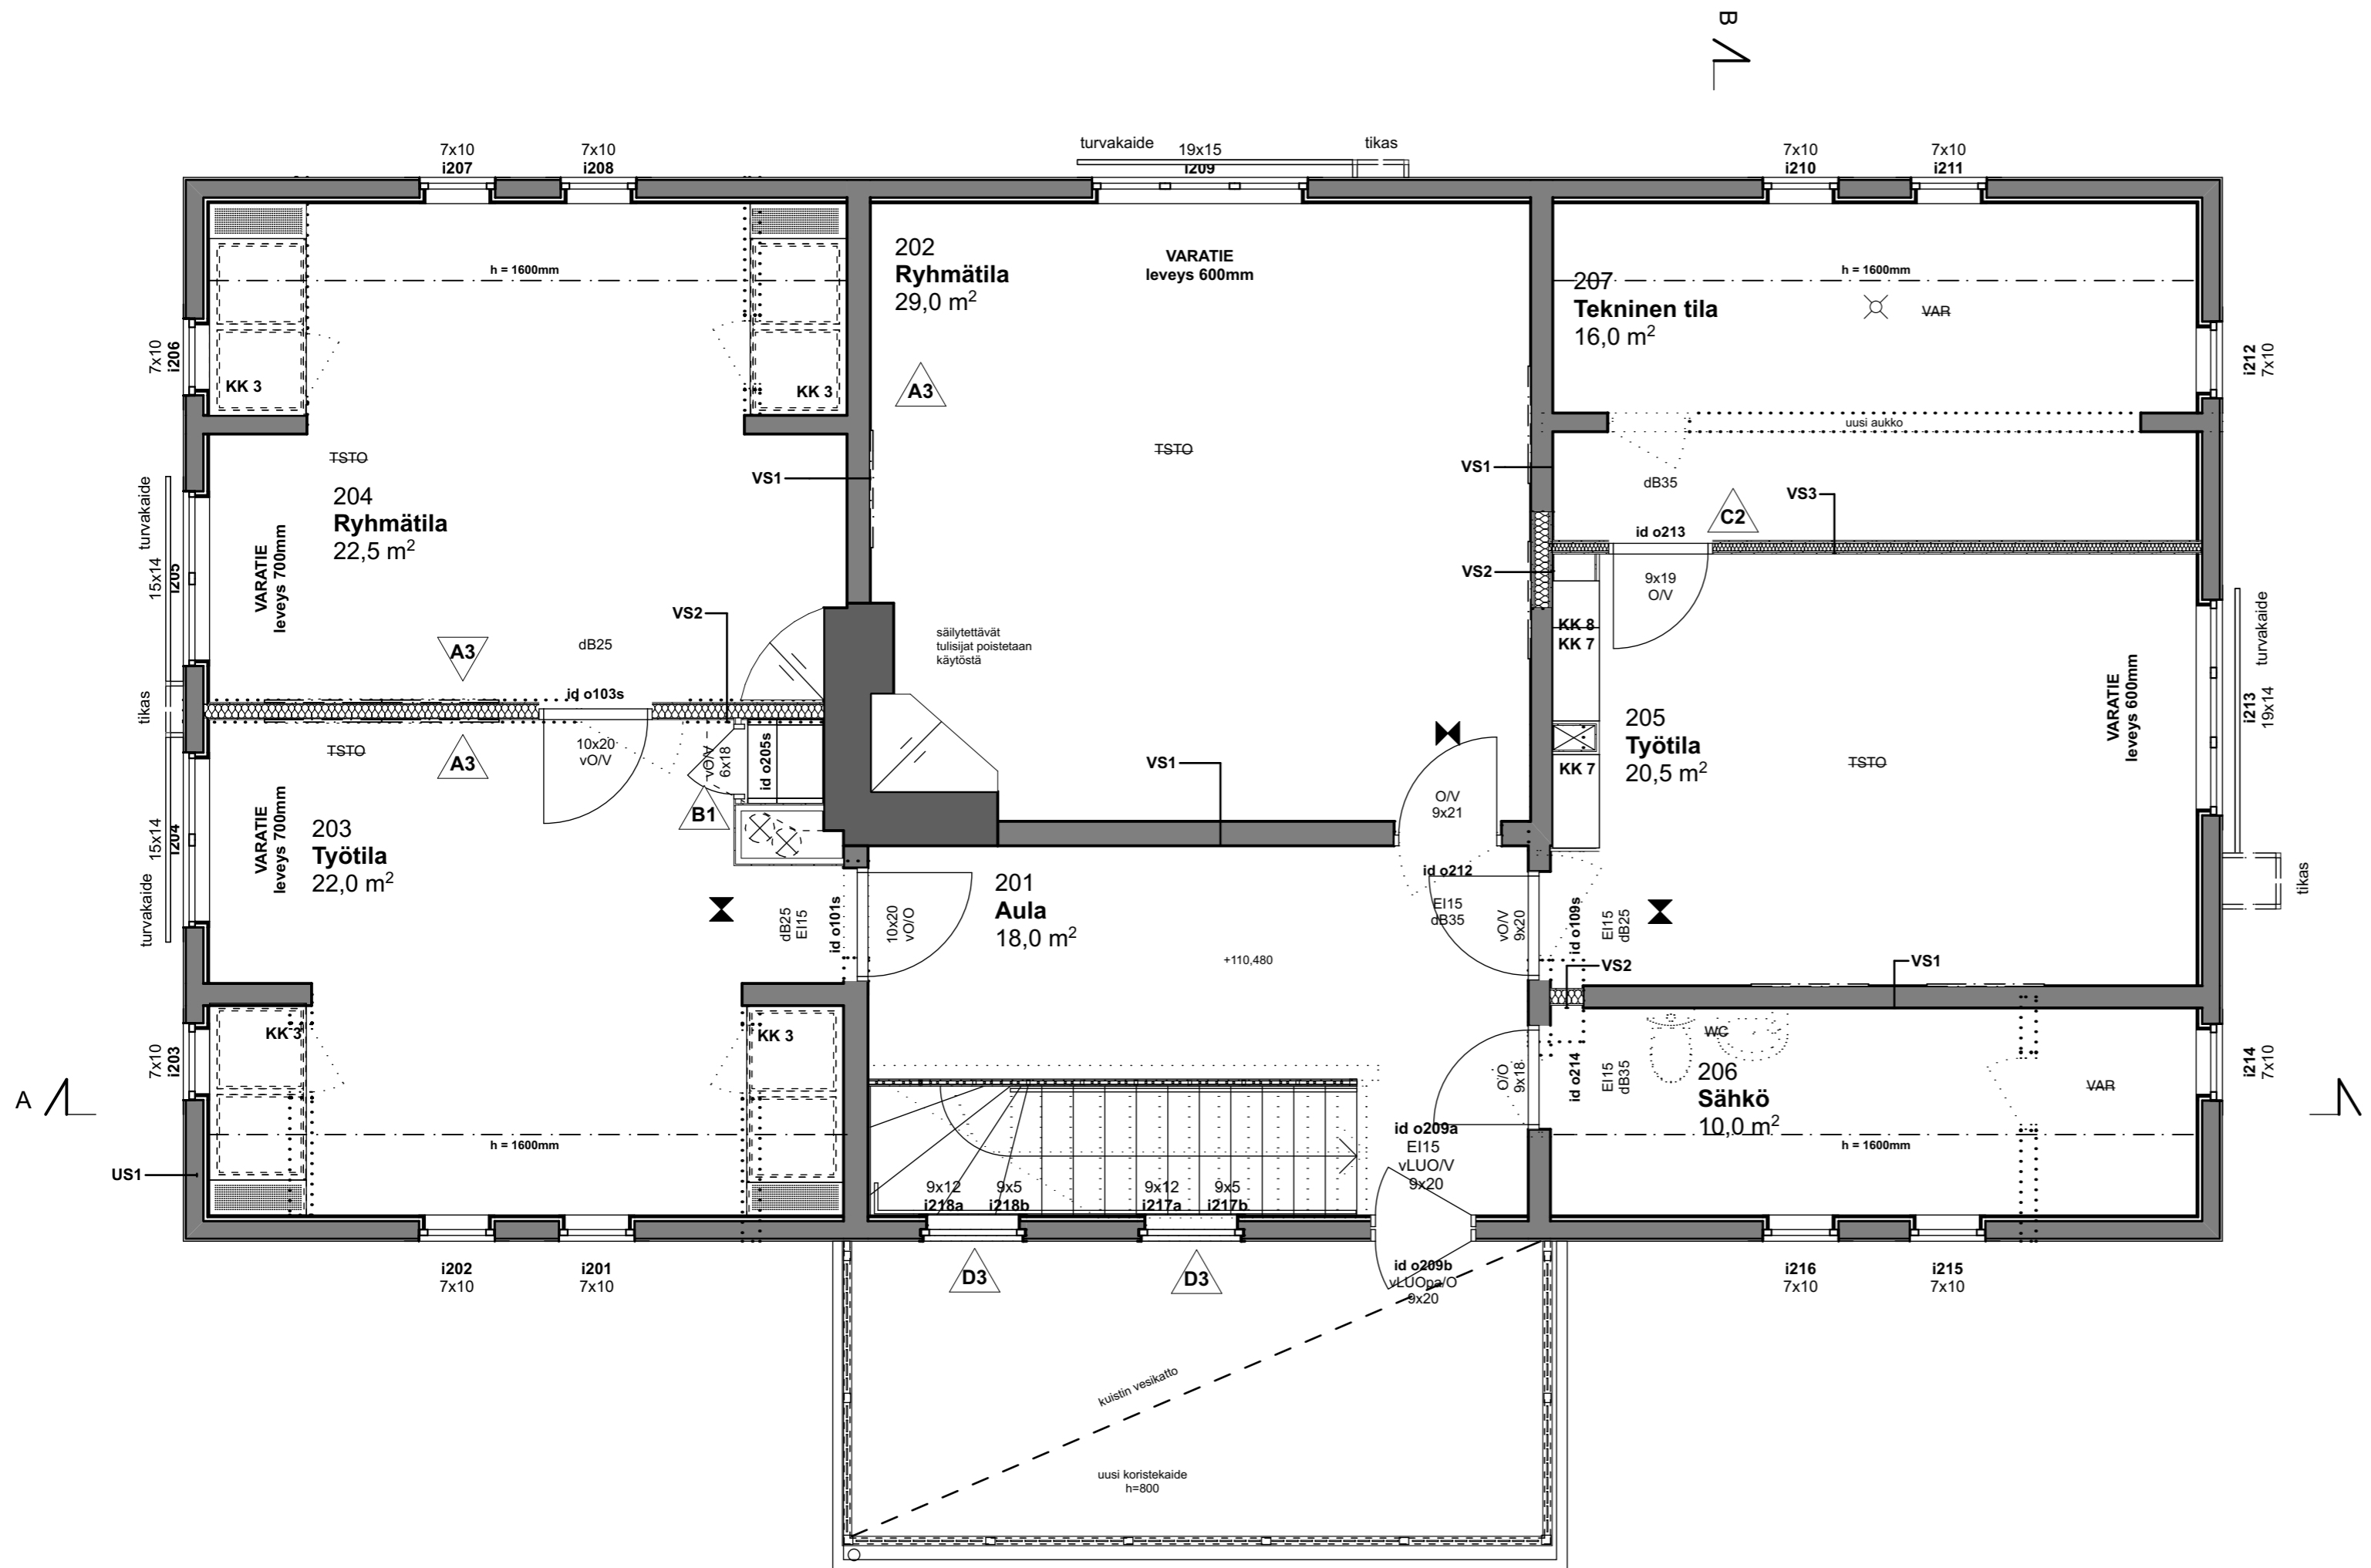 B
turvakaide
19x15
i209
tikas
7x10
i207
7x10
i208
7x10
i210
7x10
i211
h = 1600mm
KK 3
KK 3
7x10
i206
TSTO
204
Ryhmätila
22,5 m²
VARATIE
leveys 700mm
turvakaide
15x14
i205
tikas
A3
dB25
VS2
id o103s
VS1
202
Ryhmätila
29,0 m²
VARATIE
leveys 600mm
A3
TSTO
säilytettävät
tulisijat poistetaan
käytöstä
VS1
VS1
VS2
207
Tekninen tila
16,0 m²
h = 1600mm
VAR
uusi aukko
dB35
C2
VS3
id o213
i212
7x10
9x19
O/V
KK 8
KK 7
KK 7
205
Työtila
20,5 m²
TSTO
VARATIE
leveys 600mm
turvakaide
i213
19x14
tikas
TSTO
A3
10x20
vO/V
vO/V
6x18
id o205s
B1
203
Työtila
22,0 m²
VARATIE
leveys 700mm
15x14
i204
turvakaide
dB25
EI15
id o101s
10x20
vO/O
201
Aula
18,0 m²
+110,480
O/V
9x21
id o212
EI15
dB35
vO/V
9x20
id o109s
EI15
dB25
VS2
VS1
KK 3
KK 3
7x10
i203
A
h = 1600mm
US1
O/O
9x18
id o214
EI15
dB35
WC
206
Sähkö
10,0 m²
VAR
h = 1600mm
i214
7x10
id o209a
EI15
vLUO/V
9x20
9x12
i218a
9x5
i218b
9x12
i217a
9x5
i217b
i202
7x10
i201
7x10
D3
D3
id o209b
vLUOpa/O
9x20
i216
7x10
i215
7x10
kuistin vesikatto
uusi koristekaide
h=800